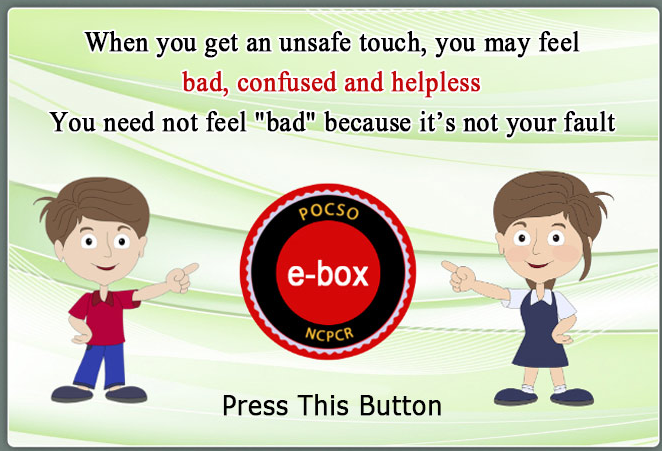 When you get an unsafe touch, you may feel
bad, confused and helpless
You need not feel "bad" because it’s not your fault
POCSO
e-box
NCPCR
Press This Button